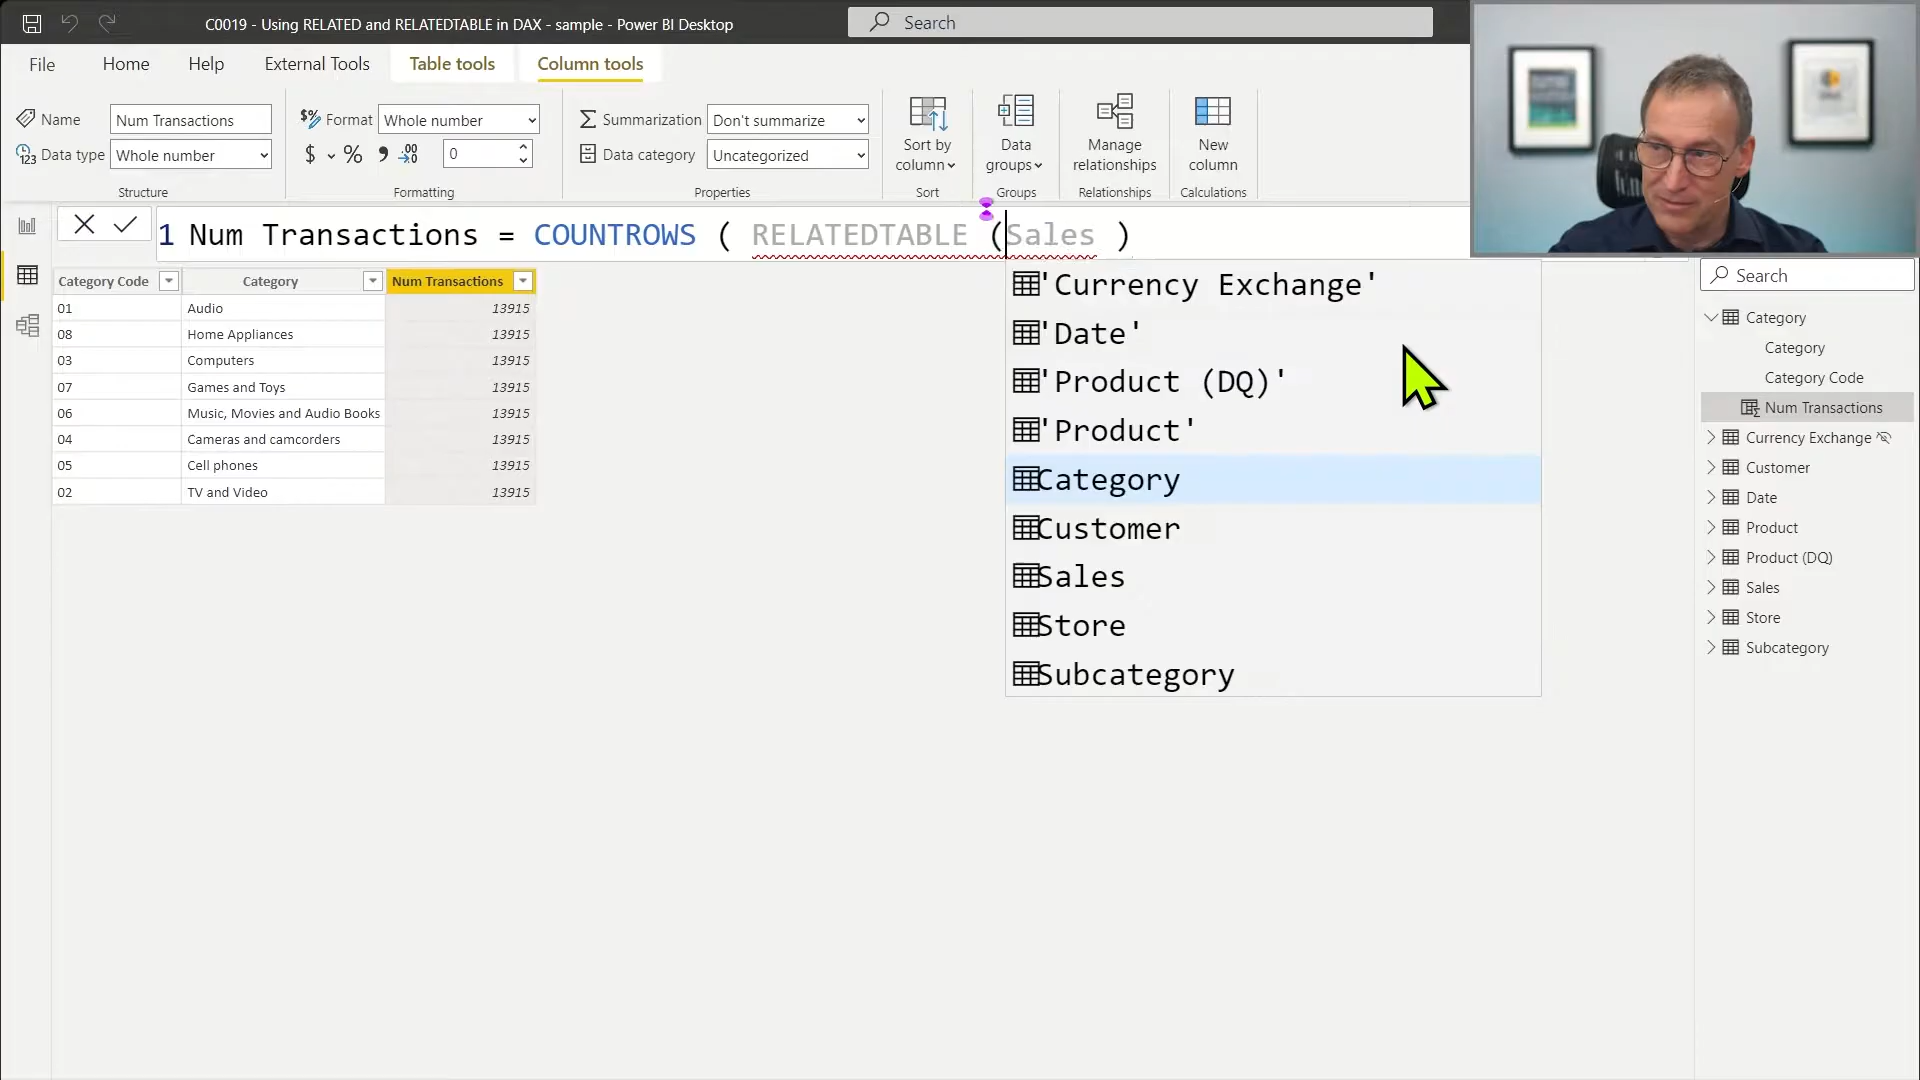 C0019 - Using RELATED and RELATEDTABLE in DAX - sample - Power BI Desktop
Search
File Home Help External Tools Table tools Column tools
Name Num Transactions
Data type Whole number
Structure
Format Whole number
$ % 0
Formatting
Summarization Don't summarize
Data category Uncategorized
Properties
Sort by column
Sort
Data groups
Groups
Manage relationships
Relationships
New column
Calculations
1 Num Transactions = COUNTROWS ( RELATEDTABLE (Sales )
'Currency Exchange'
'Date'
'Product (DQ)'
'Product'
Category
Customer
Sales
Store
Subcategory
Category Code Category Num Transactions
01 Audio 13915
08 Home Appliances 13915
03 Computers 13915
07 Games and Toys 13915
06 Music, Movies and Audio Books 13915
04 Cameras and camcorders 13915
05 Cell phones 13915
02 TV and Video 13915
Search
Category
Category
Category Code
Num Transactions
Currency Exchange
Customer
Date
Product
Product (DQ)
Sales
Store
Subcategory